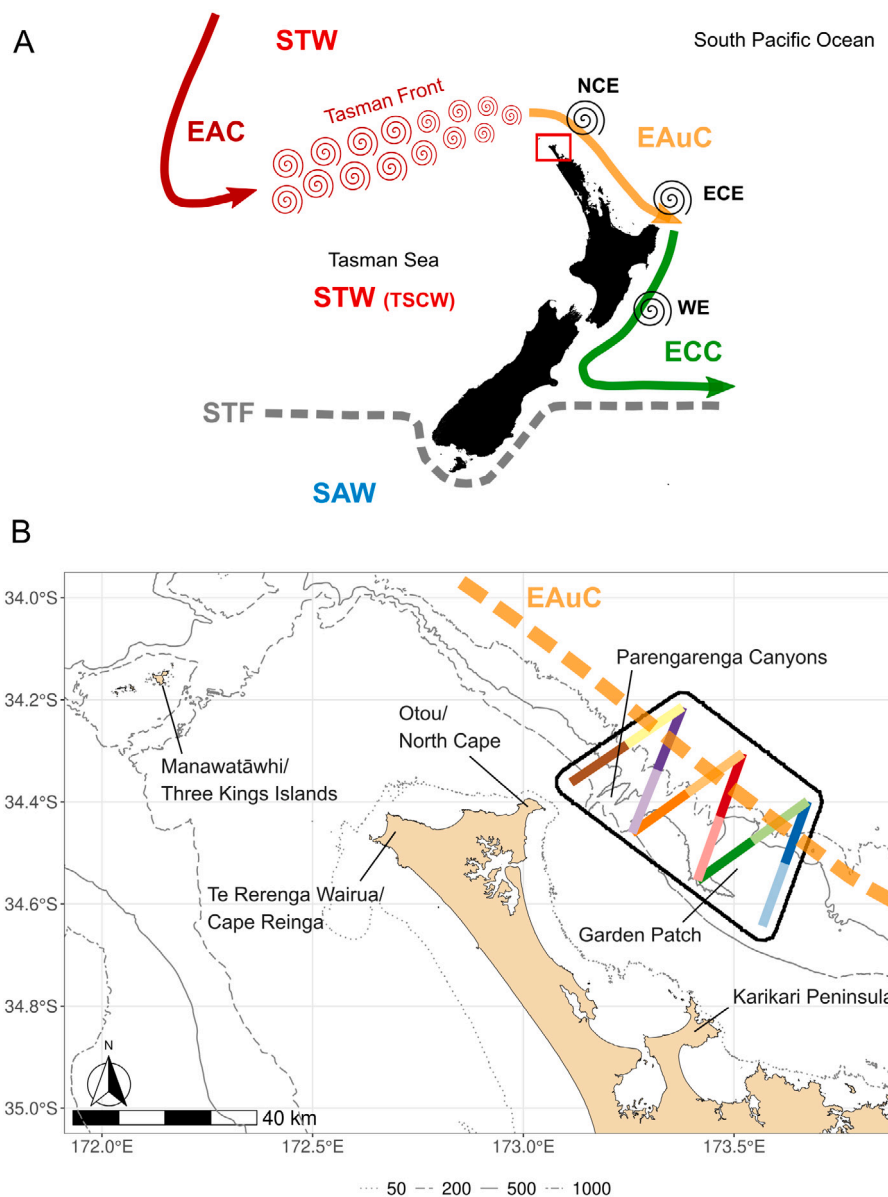 A
STW
South Pacific Ocean
Tasman Front
NCE
EAC
EAuC
ECE
Tasman Sea
STW (TSCW)
WE
ECC
STF
SAW
B
34.0°S
EAuC
Parengarenga Canyons
34.2°S
Otou/
North Cape
Manawatāwhi/
Three Kings Islands
34.4°S
Te Rerenga Wairua/
Cape Reinga
34.6°S
Garden Patch
34.8°S
Karikari Peninsula
N
35.0°S
40 km
172.0°E
172.5°E
173.0°E
173.5°E
50 200 500 1000